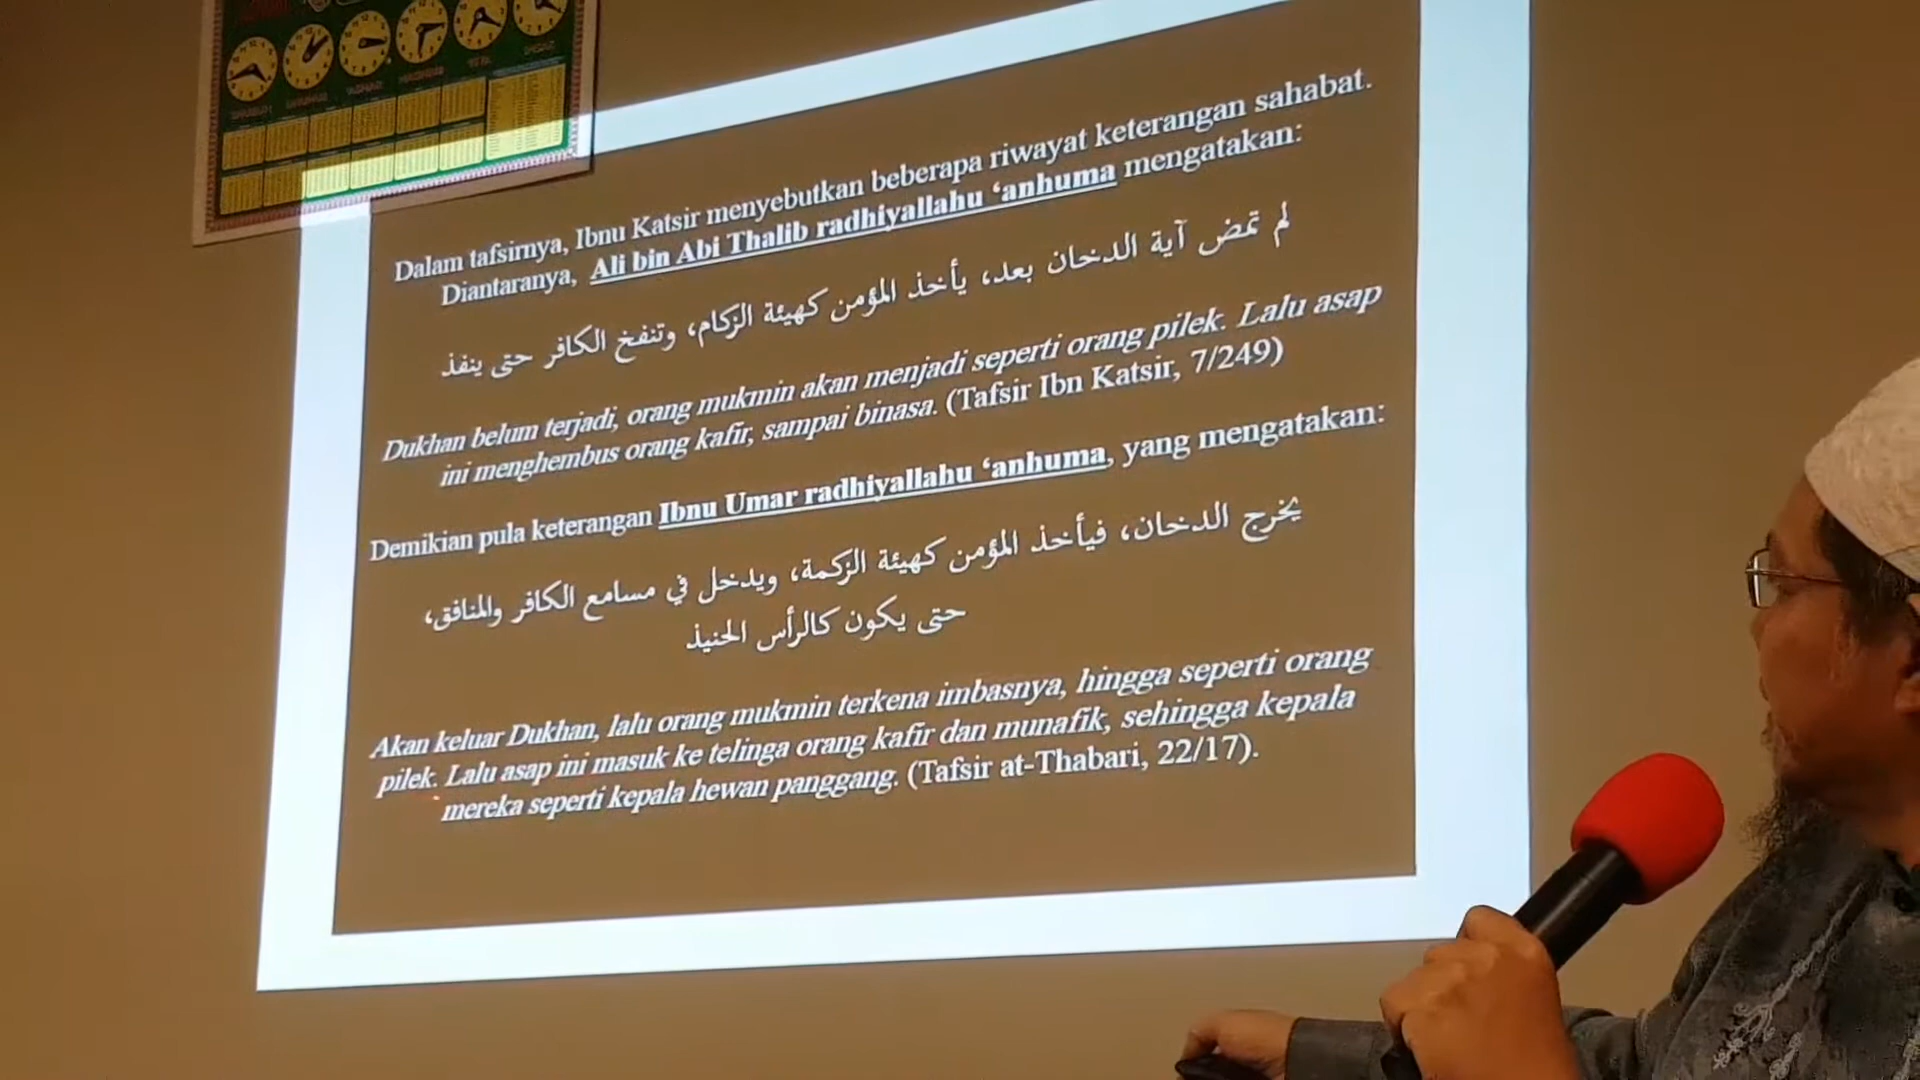 Dalam tafsirnya, Ibnu Katsir menyebutkan beberapa riwayat keterangan sahabat.
Diantaranya, Ali bin Abi Thalib radhiyallahu ‘anhuma mengatakan:
لم تمض آية الدخان بعد، يأخذ المؤمن كهيئة الزكام، وتنفخ الكافر حتى ينفذ
Dukhan belum terjadi, orang mukmin akan menjadi seperti orang pilek. Lalu asap
ini menghembus orang kafir, sampai binasa. (Tafsir Ibn Katsir, 7/249)
Demikian pula keterangan Ibnu Umar radhiyallahu ‘anhuma, yang mengatakan:
يخرج الدخان، فيأخذ المؤمن كهيئة الزكمة، ويدخل في مسامع الكافر والمنافق،
حتى يكون كالرأس الحنيذ
Akan keluar Dukhan, lalu orang mukmin terkena imbasnya, hingga seperti orang
pilek. Lalu asap ini masuk ke telinga orang kafir dan munafik, sehingga kepala
mereka seperti kepala hewan panggang. (Tafsir at-Thabari, 22/17).